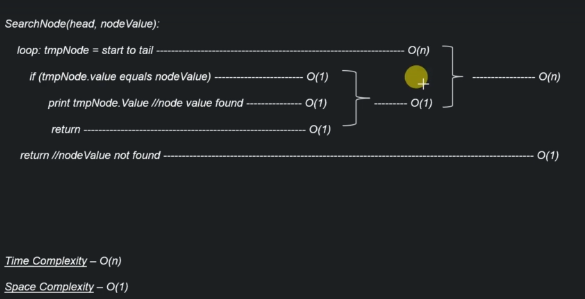 SearchNode(head, nodeValue):
loop: tmpNode = start to tail ---------------------------------------------------------------- O(n)
if (tmpNode.value equals nodeValue) ----------------------- O(1) ---------------- O(n)
print tmpNode.Value //node value found -------------- O(1) -------- O(1)
return --------------------------------------------------------- O(1)
return //nodeValue not found ------------------------------------------------------------------------------------------------ O(1)
Time Complexity – O(n)
Space Complexity – O(1)